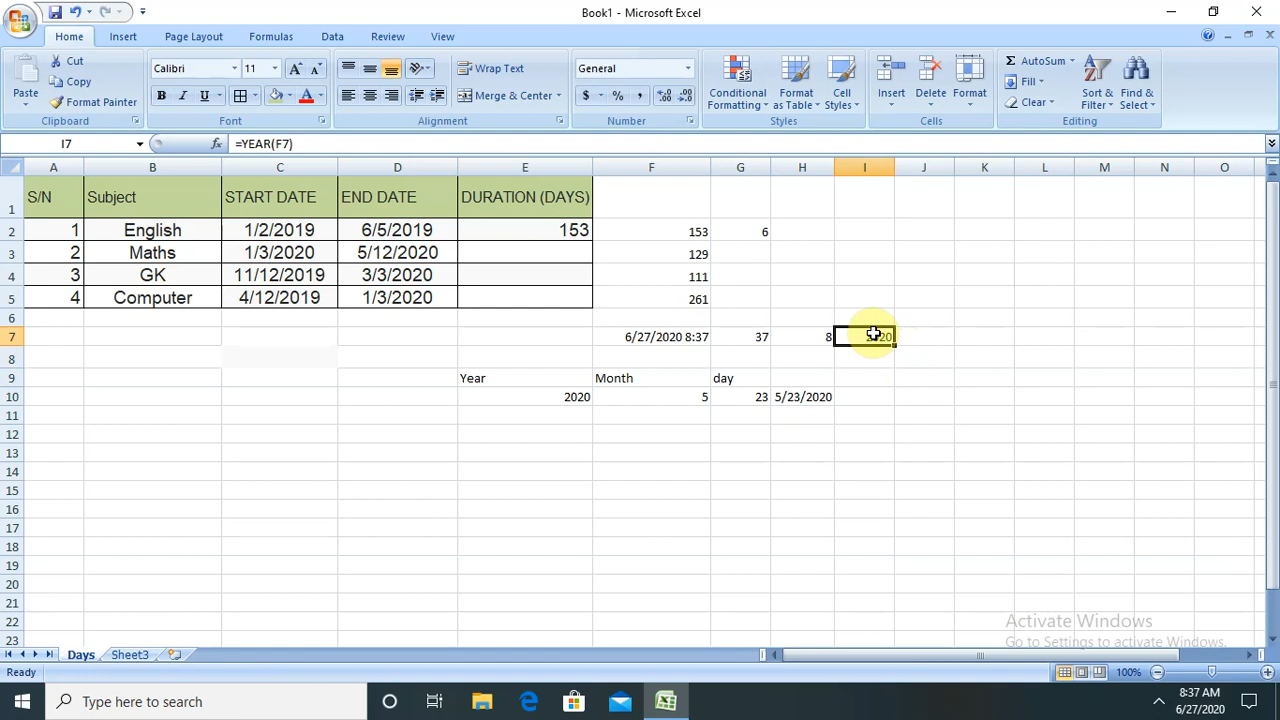 Book1 - Microsoft Excel
Home Insert Page Layout Formulas Data Review View
Paste Cut Copy Format Painter Clipboard
Calibri 11 A A B I U A Font
Wrap Text Merge & Center Alignment
General $ % , .0 .00 .00 .0 Number
Conditional Formatting Format as Table Cell Styles Styles
Insert Delete Format Cells
Σ AutoSum Fill Clear Sort & Filter Find & Select Editing
I7 fx =YEAR(F7)
A B C D E F G H I J K L M N O
1 S/N Subject START DATE END DATE DURATION (DAYS)
2 1 English 1/2/2019 6/5/2019 153 153 6
3 2 Maths 1/3/2020 5/12/2020 129
4 3 GK 11/12/2019 3/3/2020 111
5 4 Computer 4/12/2019 1/3/2020 261
6
7 6/27/2020 8:37 37 8 2020
8
9 Year Month day
10 2020 5 23 5/23/2020
11
12
13
14
15
16
17
18
19
20
21
22
23
Activate Windows
Go to Settings to activate Windows.
Days Sheet3
Ready 100%
Type here to search
8:37 AM
6/27/2020